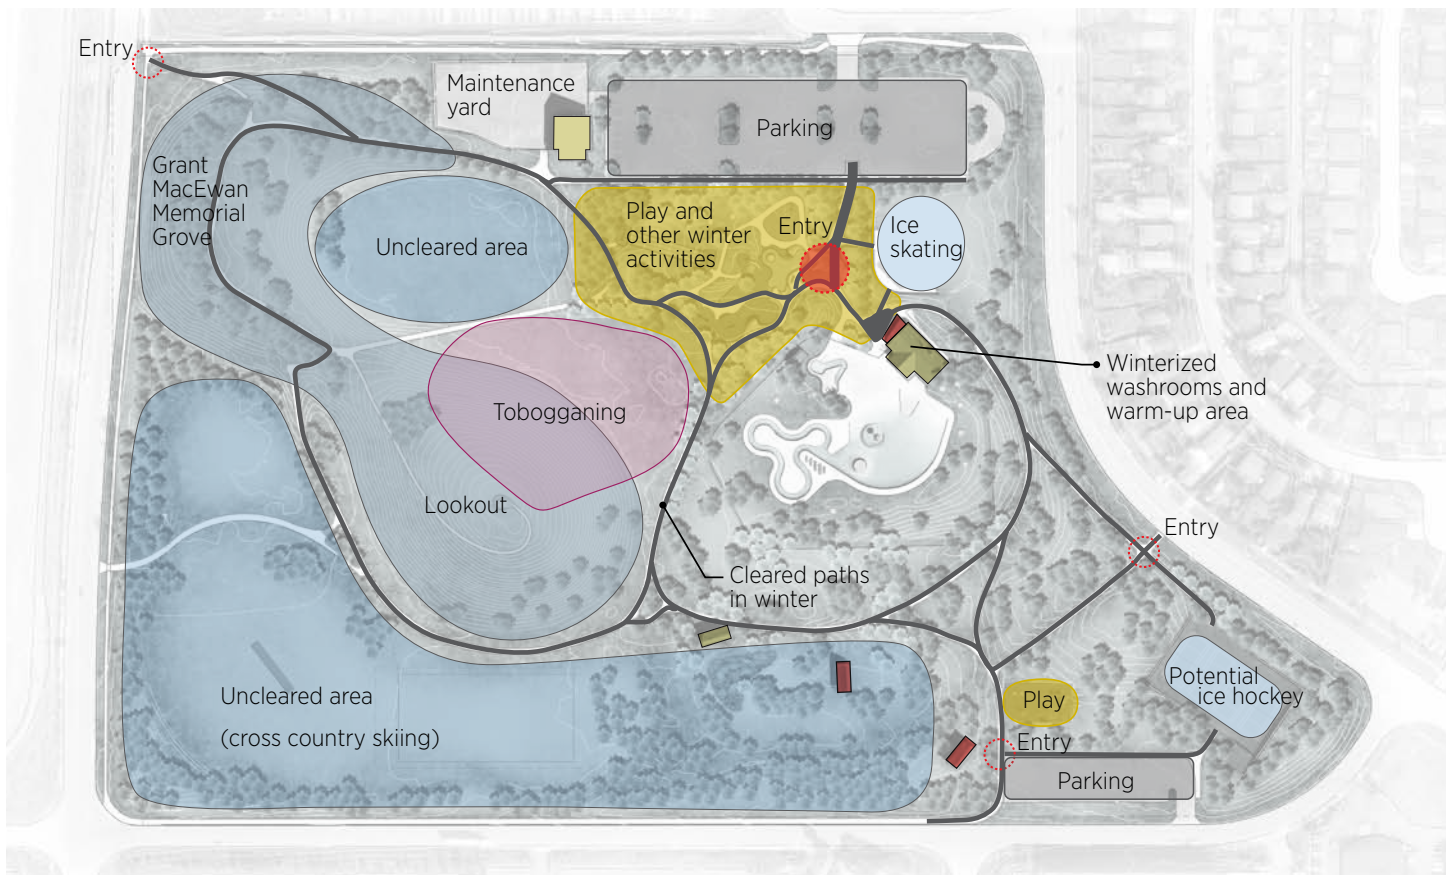 Entry
Maintenance
yard
Parking
Grant
MacEwan
Memorial
Grove
Uncleared area
Play and
other winter
activities
Entry
Ice
skating
Winterized
washrooms and
warm-up area
Tobogganing
Lookout
Entry
Cleared paths
in winter
Uncleared area
(cross country skiing)
Potential
ice hockey
Play
Entry
Parking